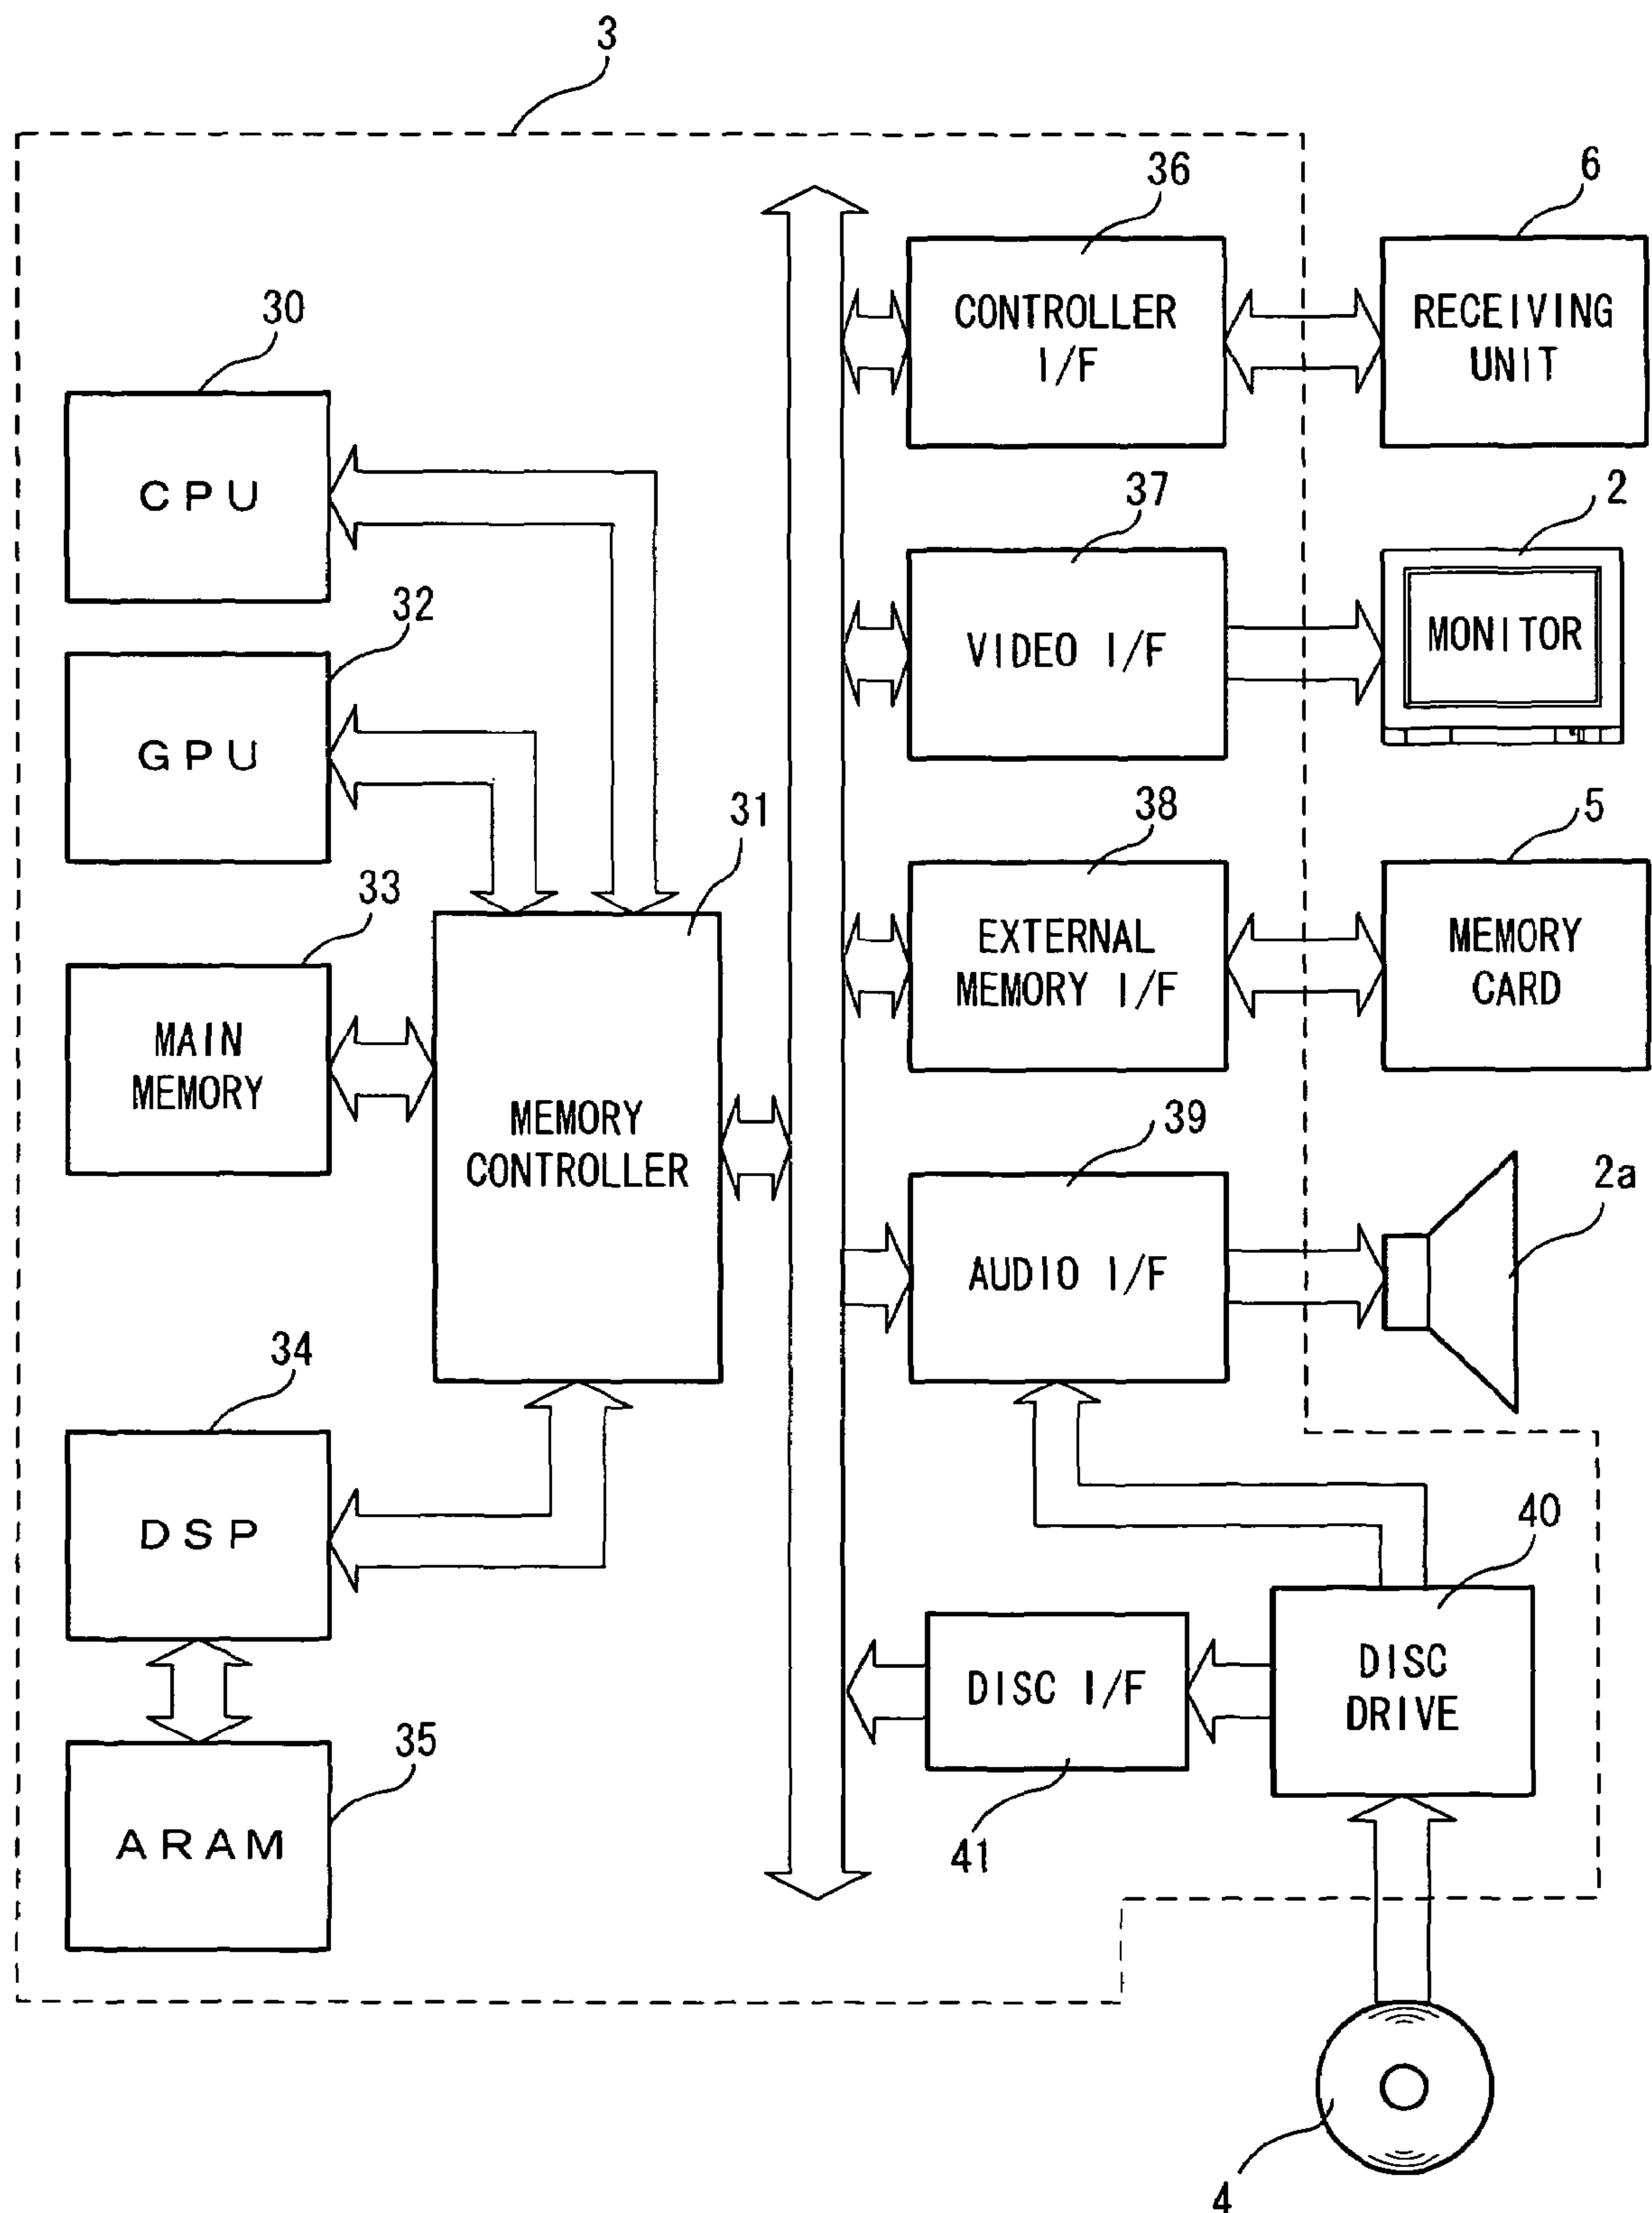 3
36
6
CONTROLLER
I/F
RECEIVING
UNIT
30
CPU
37
2
VIDEO I/F
MONITOR
32
GPU
31
38
5
EXTERNAL
MEMORY I/F
MEMORY
CARD
33
MAIN
MEMORY
MEMORY
CONTROLLER
39
2a
AUDIO I/F
34
DSP
40
DISC
DRIVE
DISC I/F
41
35
ARAM
4